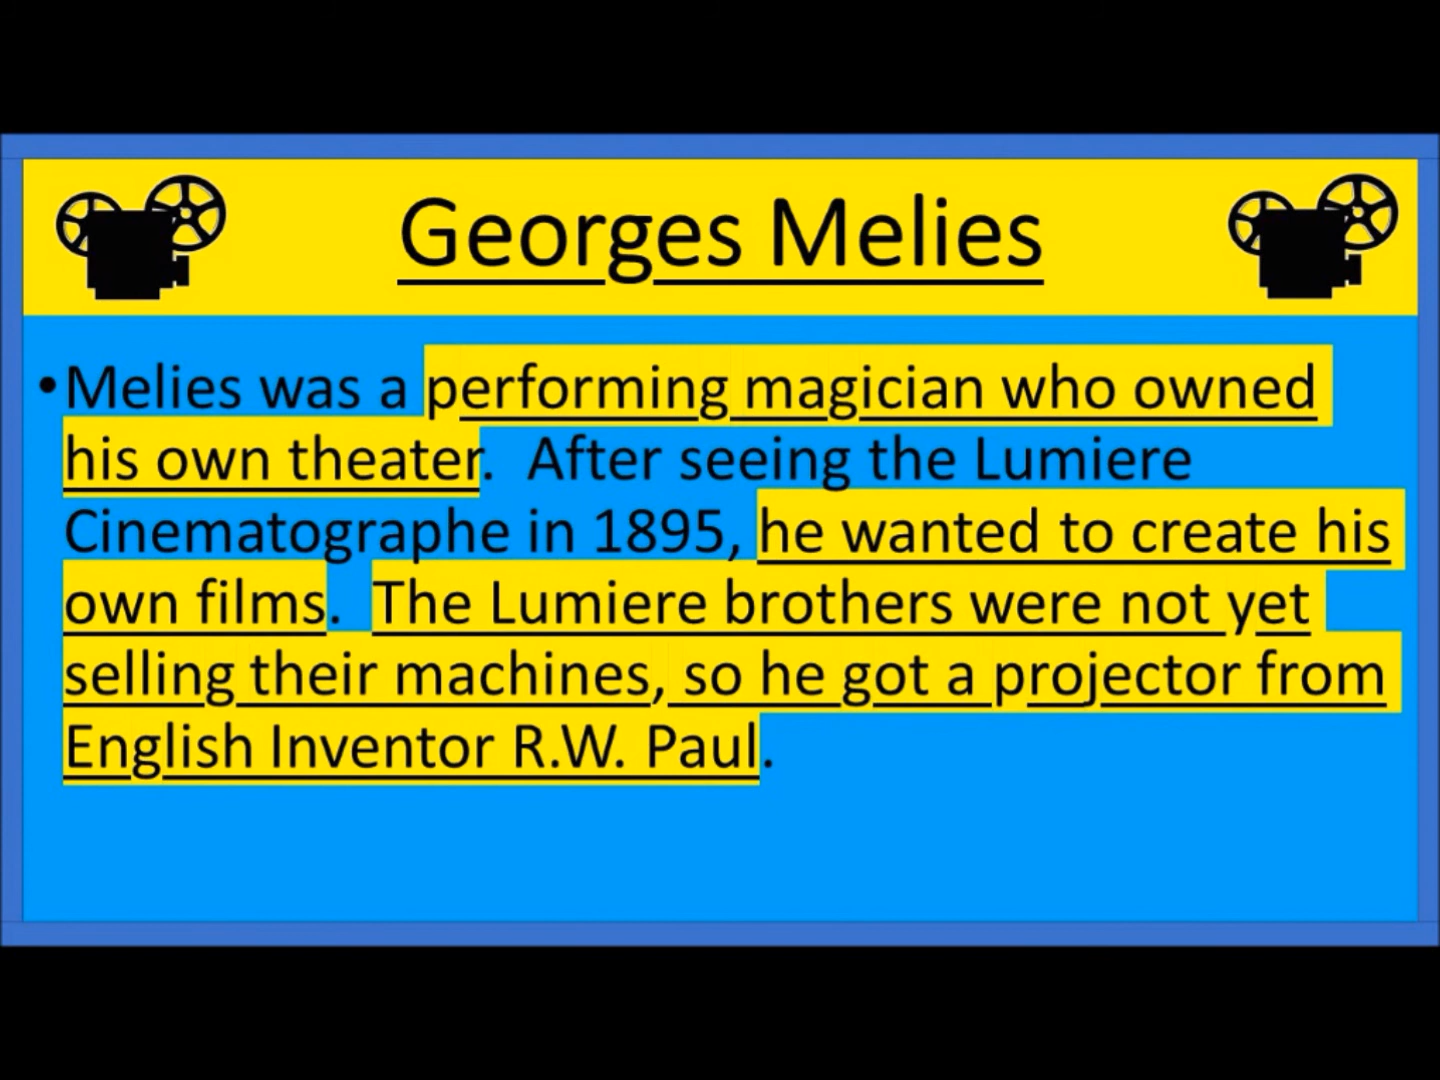 Georges Melies
•Melies was a performing magician who owned
his own theater.  After seeing the Lumiere
Cinematographe in 1895, he wanted to create his
own films.  The Lumiere brothers were not yet
selling their machines, so he got a projector from
English Inventor R.W. Paul.